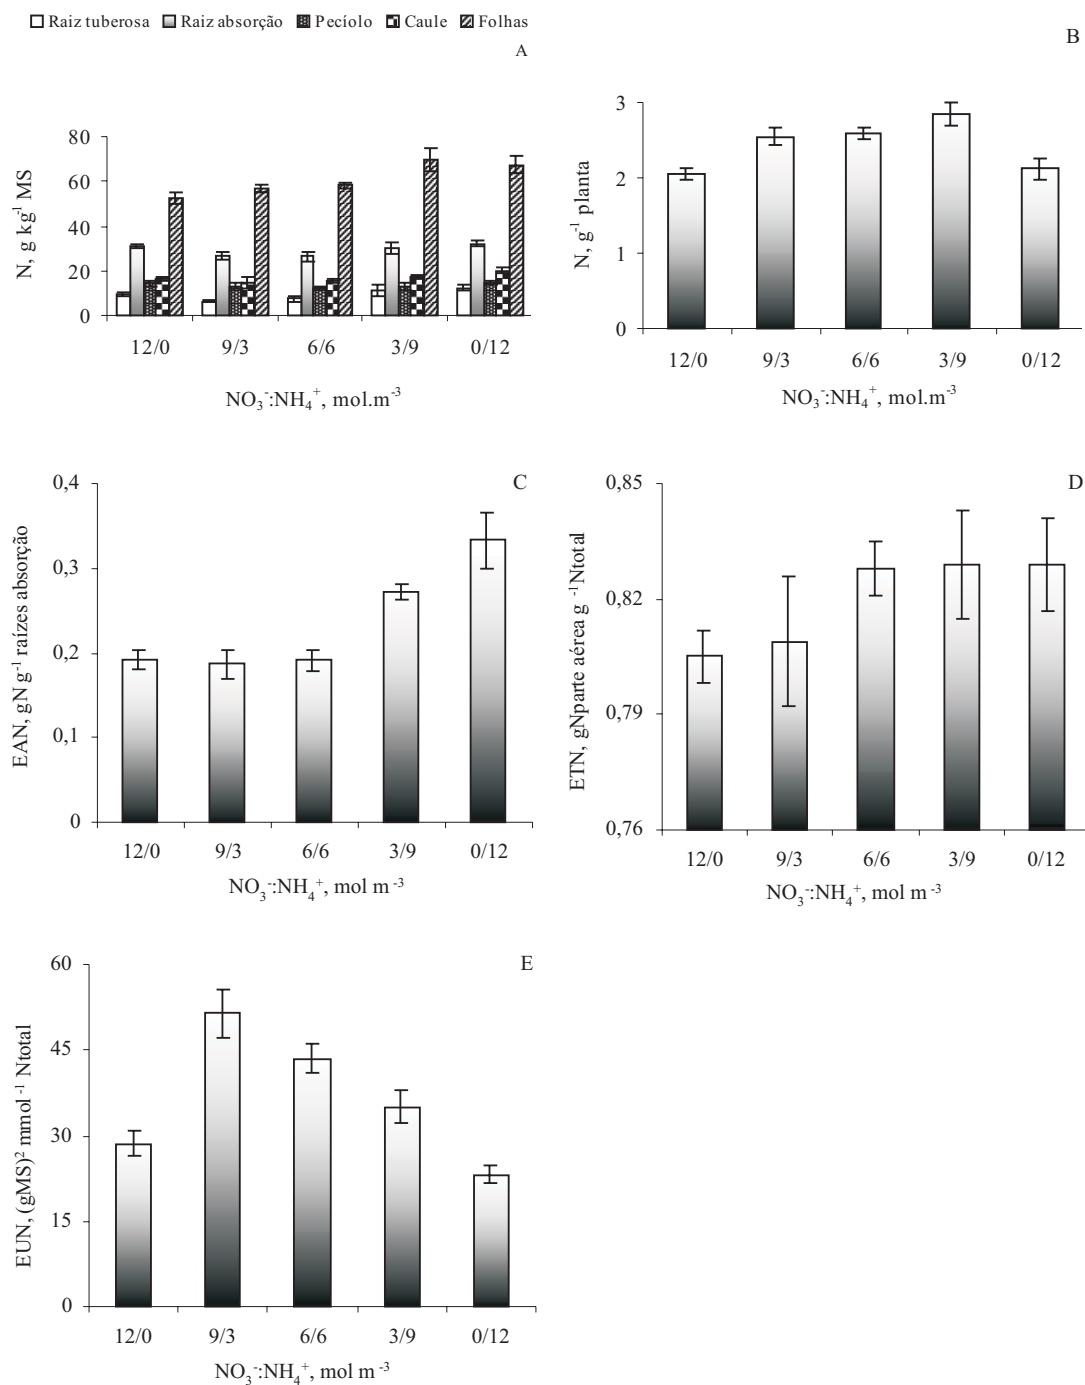 Raiz tuberosa Raiz absorção Pecíolo Caule Folhas
A
N, g kg⁻¹ MS
80
60
40
20
0
12/0 9/3 6/6 3/9 0/12
NO₃⁻:NH₄⁺, mol.m⁻³
B
N, g⁻¹ planta
3
2
1
0
12/0 9/3 6/6 3/9 0/12
NO₃⁻:NH₄⁺, mol.m⁻³
C
EAN, gN g⁻¹ raízes absorção
0,4
0,3
0,2
0,1
0
12/0 9/3 6/6 3/9 0/12
NO₃⁻:NH₄⁺, mol m⁻³
D
ETN, gNparte aérea g ⁻¹Ntotal
0,85
0,82
0,79
0,76
12/0 9/3 6/6 3/9 0/12
NO₃⁻:NH₄⁺, mol m⁻³
E
EUN, (gMS)² mmol⁻¹ Ntotal
60
45
30
15
0
12/0 9/3 6/6 3/9 0/12
NO₃⁻:NH₄⁺, mol m⁻³